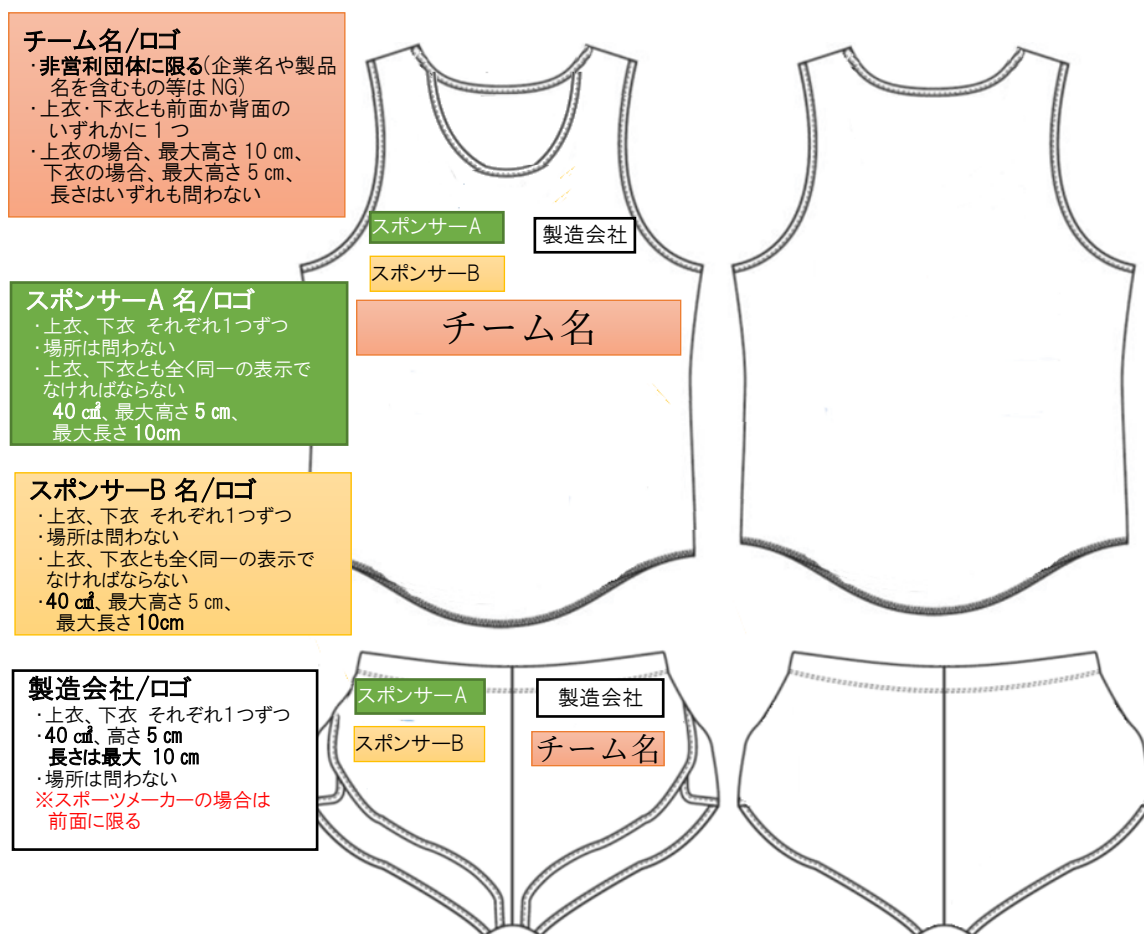 チーム名/ロゴ
・非営利団体に限る(企業名や製品
名を含むもの等は NG)
・上衣・下衣とも前面か背面の
いずれかに 1 つ
・上衣の場合、最大高さ 10 ㎝、
下衣の場合、最大高さ 5 ㎝、
長さはいずれも問わない
スポンサーA
製造会社
スポンサーB
チーム名
スポンサーA 名/ロゴ
・上衣、下衣 それぞれ1つずつ
・場所は問わない
・上衣、下衣とも全く同一の表示で
なければならない
40 ㎠、最大高さ 5 ㎝、
最大長さ 10cm
スポンサーB 名/ロゴ
・上衣、下衣 それぞれ1つずつ
・場所は問わない
・上衣、下衣とも全く同一の表示で
なければならない
・40 ㎠、最大高さ 5 ㎝、
最大長さ 10cm
製造会社/ロゴ
・上衣、下衣 それぞれ1つずつ
・40 ㎠、高さ 5 ㎝
長さは最大 10 ㎝
・場所は問わない
※スポーツメーカーの場合は
前面に限る
スポンサーA
製造会社
スポンサーB
チーム名